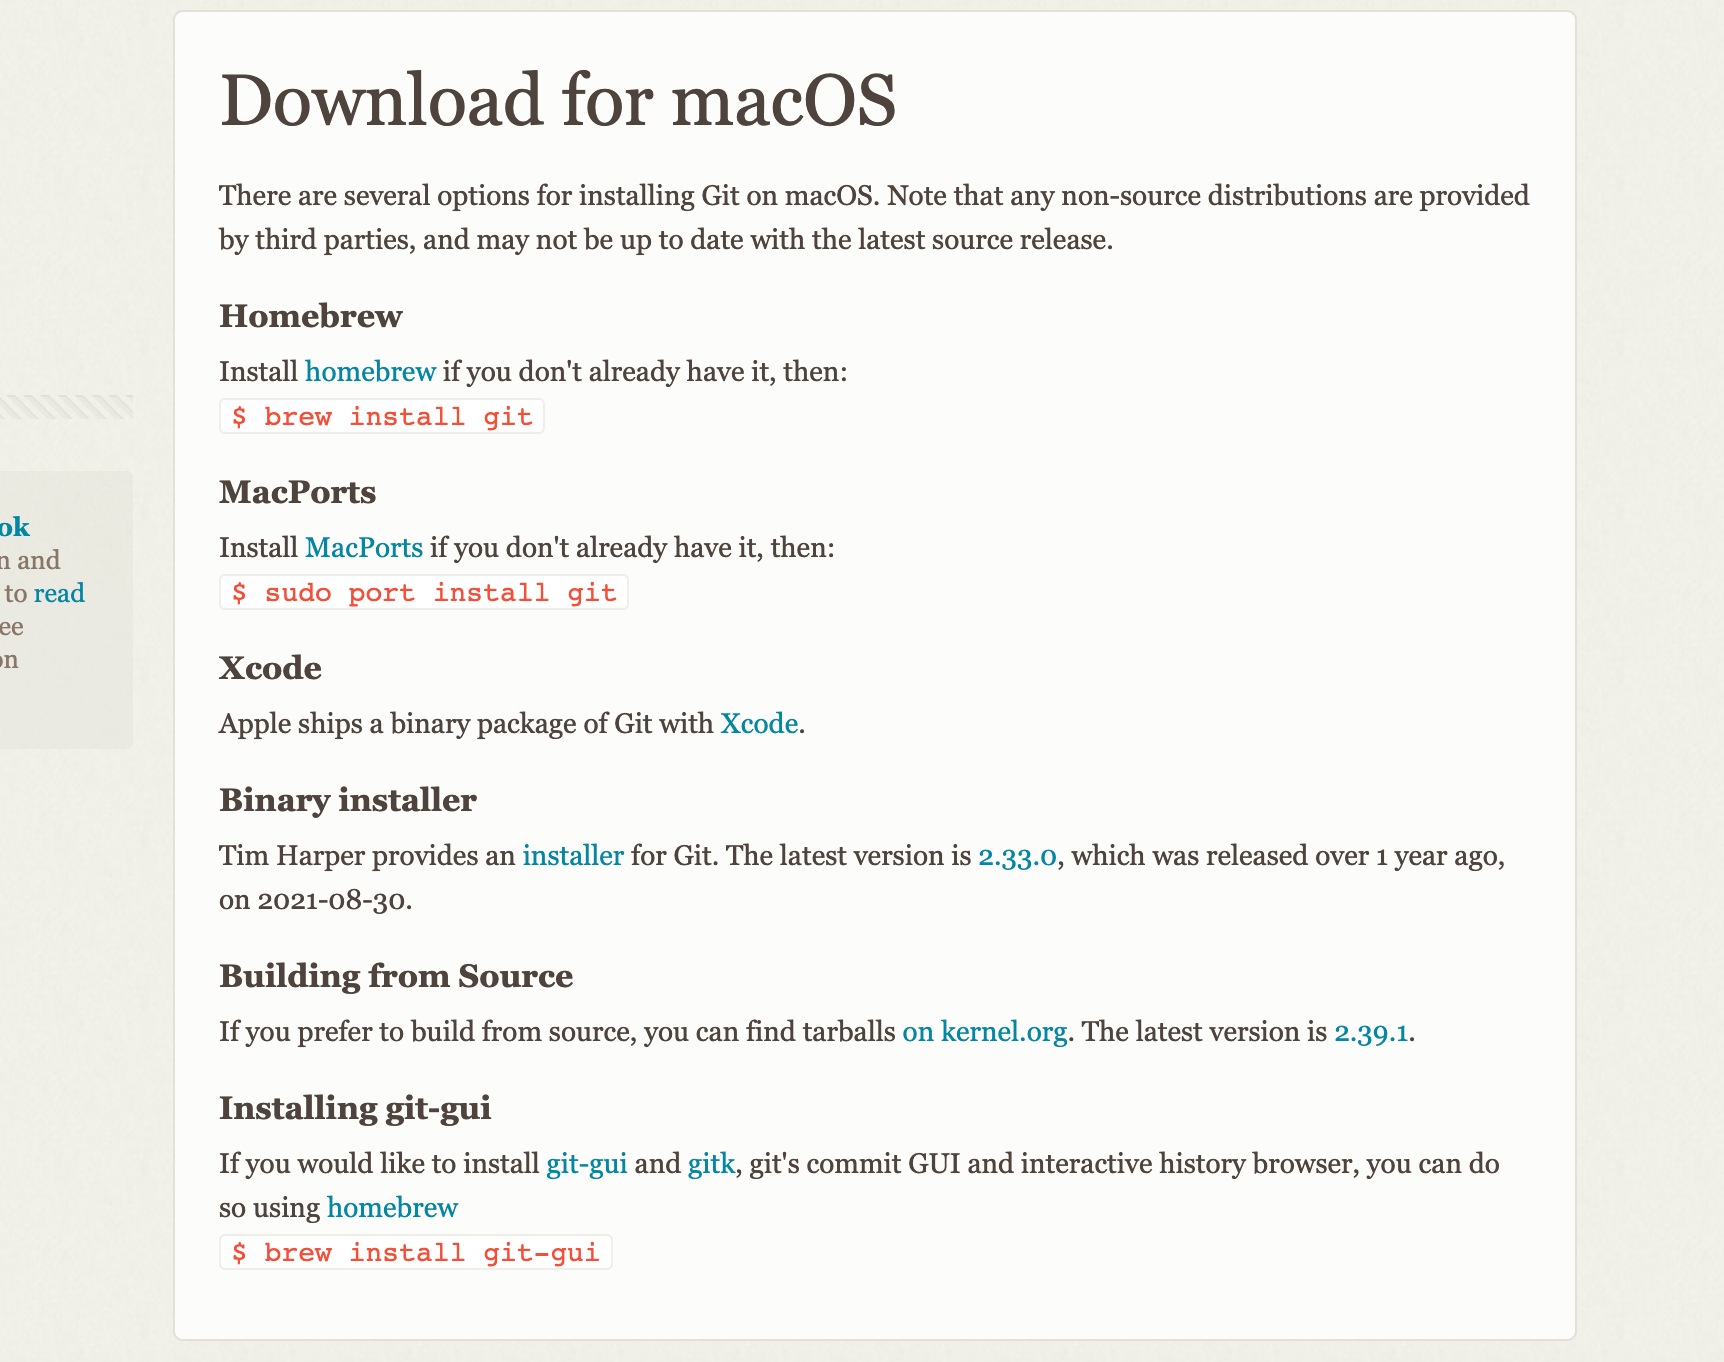 Download for macOS
There are several options for installing Git on macOS. Note that any non-source distributions are provided
by third parties, and may not be up to date with the latest source release.
Homebrew
Install homebrew if you don't already have it, then:
$ brew install git
MacPorts
Install MacPorts if you don't already have it, then:
$ sudo port install git
Xcode
Apple ships a binary package of Git with Xcode.
Binary installer
Tim Harper provides an installer for Git. The latest version is 2.33.0, which was released over 1 year ago,
on 2021-08-30.
Building from Source
If you prefer to build from source, you can find tarballs on kernel.org. The latest version is 2.39.1.
Installing git-gui
If you would like to install git-gui and gitk, git's commit GUI and interactive history browser, you can do
so using homebrew
$ brew install git-gui
ok
n and
to read
ee
on